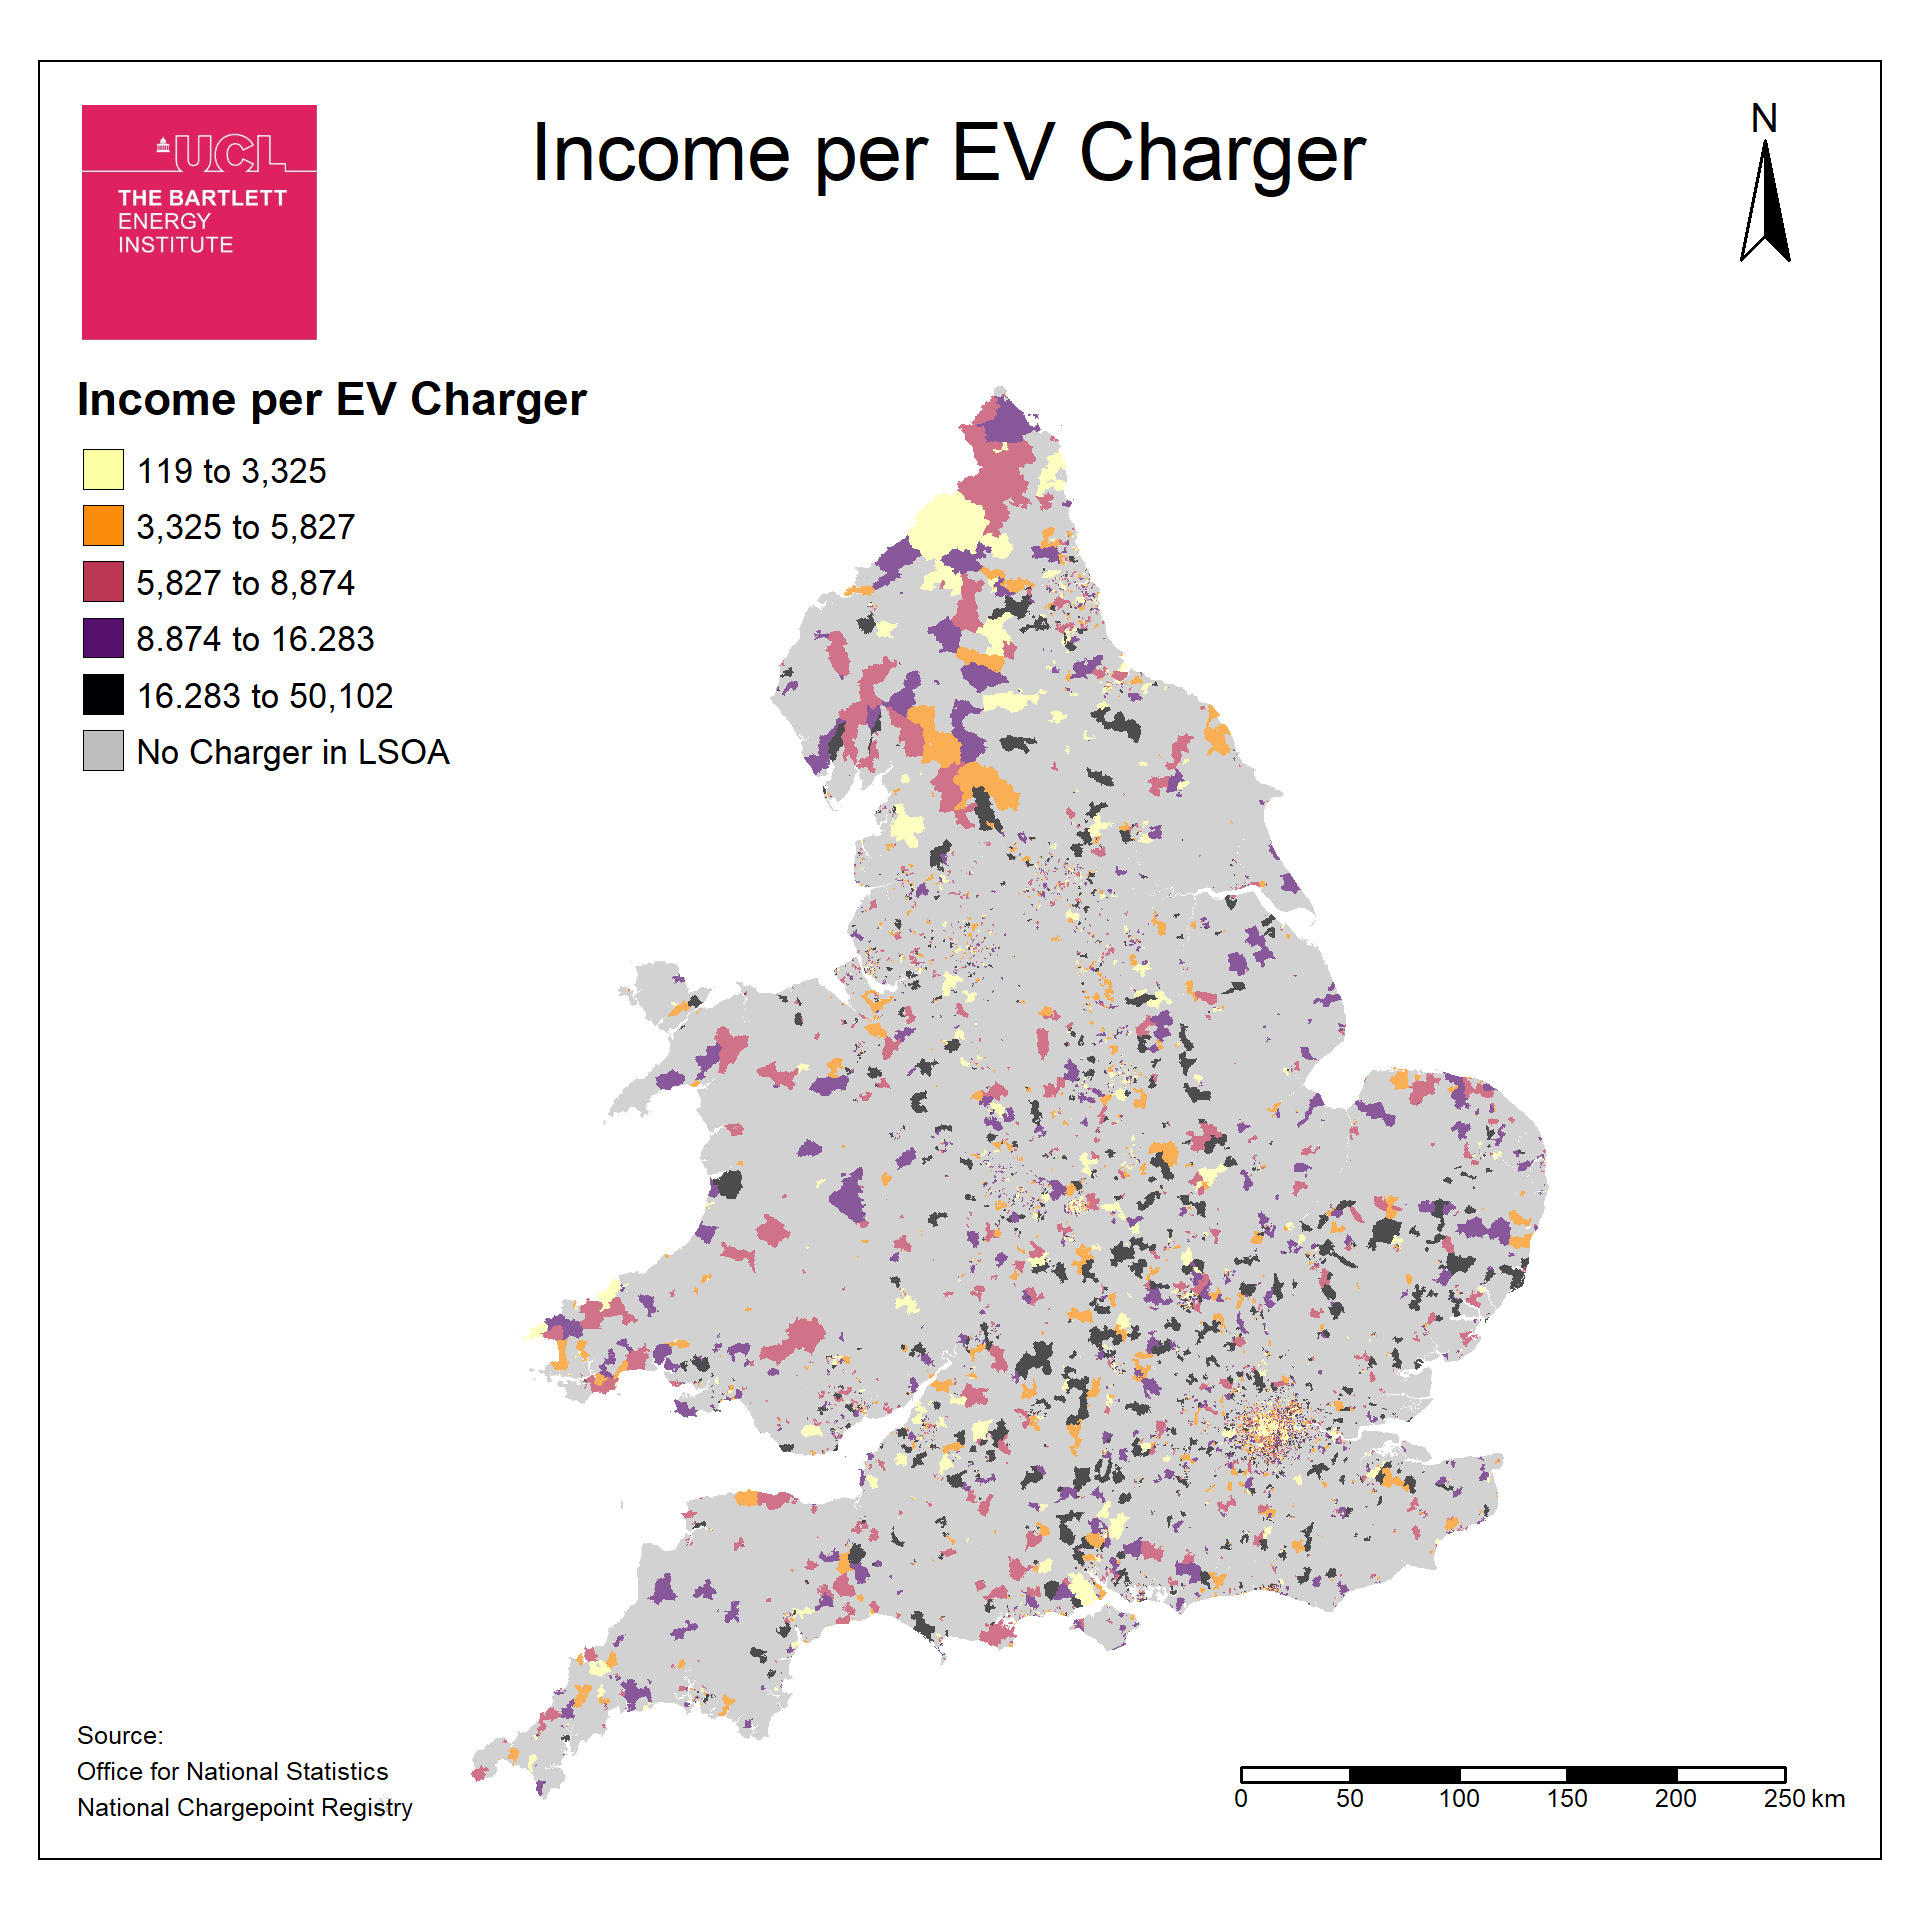 UCL
THE BARTLETT
ENERGY
INSTITUTE
Income per EV Charger
N
Income per EV Charger
119 to 3,325
3,325 to 5,827
5,827 to 8,874
8.874 to 16.283
16.283 to 50,102
No Charger in LSOA
Source:
Office for National Statistics
National Chargepoint Registry
0 50 100 150 200 250 km